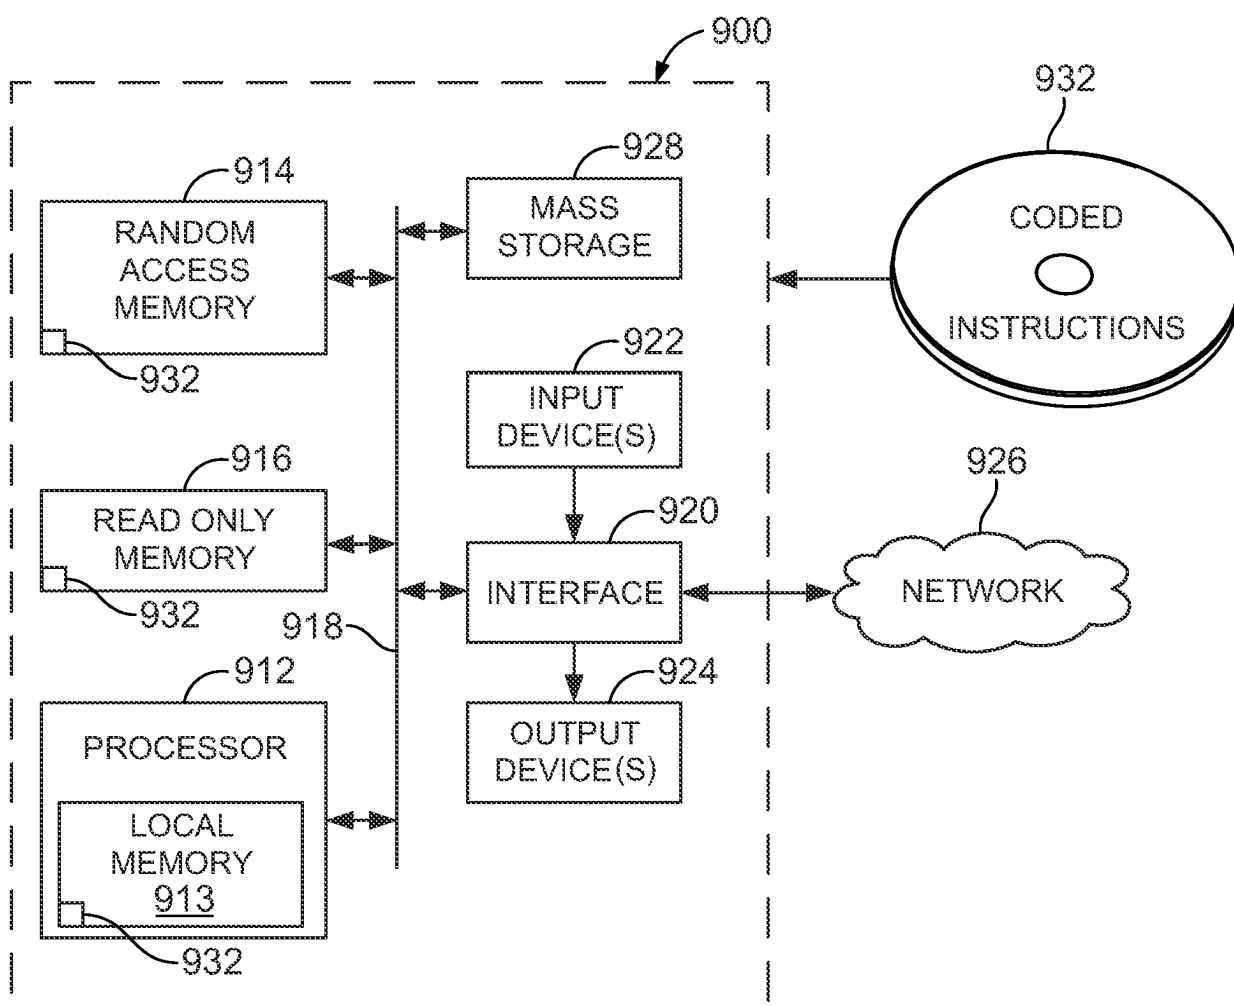 900
932
914
RANDOM
ACCESS
MEMORY
932
928
MASS
STORAGE
CODED
INSTRUCTIONS
922
INPUT
DEVICE(S)
916
READ ONLY
MEMORY
932
920
INTERFACE
926
NETWORK
918
912
PROCESSOR
LOCAL
MEMORY
913
932
924
OUTPUT
DEVICE(S)